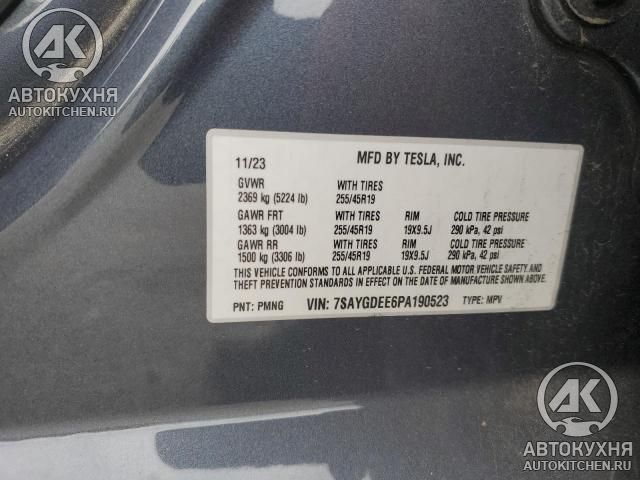 AK
АВТОКУХНЯ
AUTOKITCHEN.RU
11/23 MFD BY TESLA, INC.
GVWR WITH TIRES
2369 kg (5224 lb) 255/45R19
GAWR FRT WITH TIRES RIM COLD TIRE PRESSURE
1363 kg (3004 lb) 255/45R19 19X9.5J 290 kPa, 42 psi
GAWR RR WITH TIRES RIM COLD TIRE PRESSURE
1500 kg (3306 lb) 255/45R19 19X9.5J 290 kPa, 42 psi
THIS VEHICLE CONFORMS TO ALL APPLICABLE U.S. FEDERAL MOTOR VEHICLE SAFETY AND
THEFT PREVENTION STANDARDS IN EFFECT ON THE DATE OF MANUFACTURE SHOWN ABOVE.
PNT: PMNG VIN: 7SAYGDEE6PA190523 TYPE: MPV
AK
АВТОКУХНЯ
AUTOKITCHEN.RU